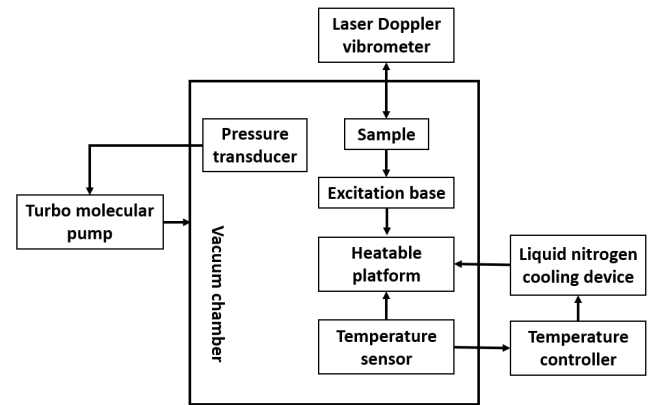 Laser Doppler
vibrometer
Pressure
transducer
Sample
Turbo molecular
pump
Excitation base
Vacuum chamber
Heatable
platform
Liquid nitrogen
cooling device
Temperature
sensor
Temperature
controller